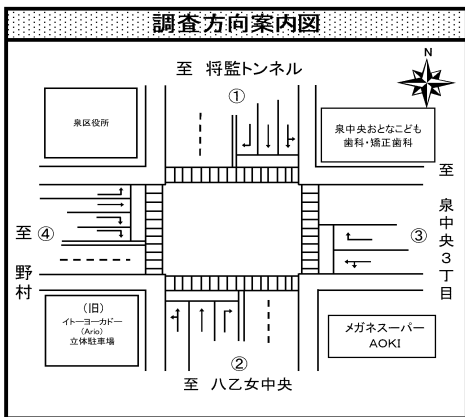 調査方向案内図
N
至 将監トンネル
①
泉区役所
泉中央おとなこども
歯科・矯正歯科
至 泉中央3丁目
③
至 野村
④
(旧)
イトーヨーカドー
(Ario)
立体駐車場
②
メガネスーパー
AOKI
至 八乙女中央